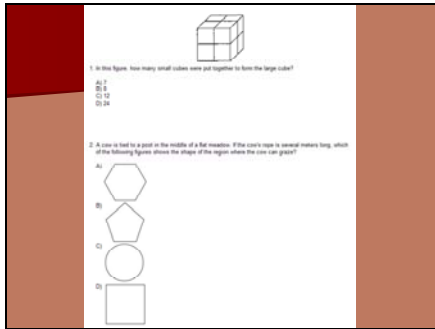 1. In this figure, how many small cubes were put together to form the large cube?
A) 7
B) 8
C) 12
D) 24
2. A cow is tied to a post in the middle of a flat meadow. If the cow's rope is several meters long, which
of the following figures shows the shape of the region where the cow can graze?
A)
B)
C)
D)